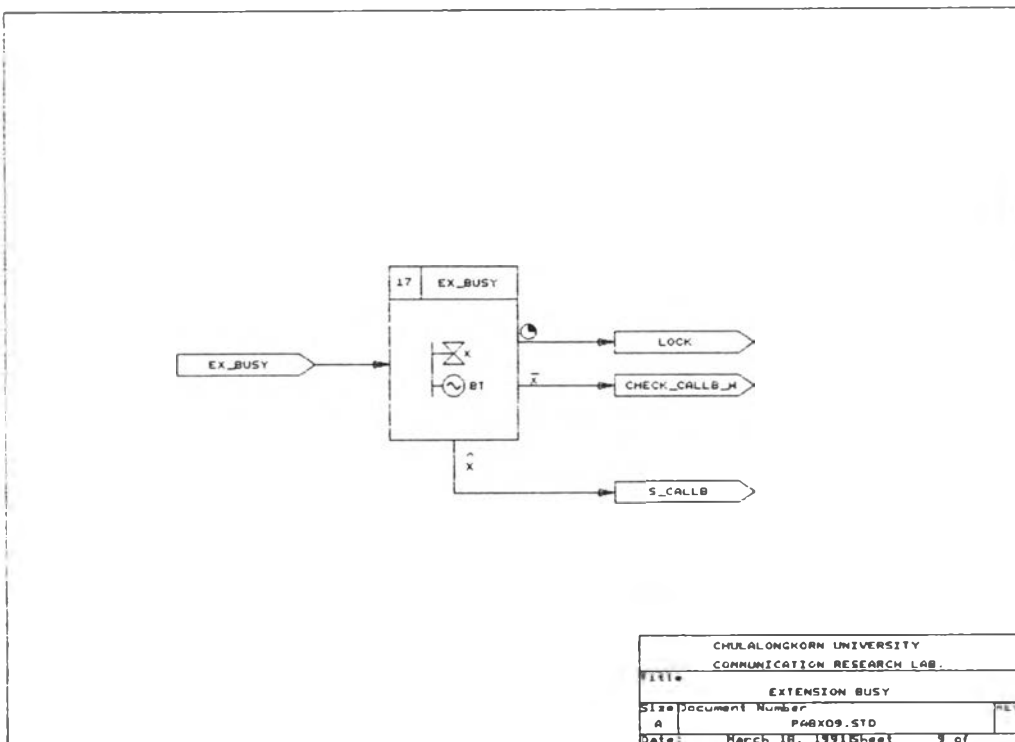 17 EX_BUSY
x
BT
EX_BUSY
LOCK
x̄
CHECK_CALLB_H
x̂
S_CALLB
CHULALONGKORN UNIVERSITY
COMMUNICATION RESEARCH LAB.
Title
EXTENSION BUSY
Size Document Number
A PABX09.STD
Date: March 18, 1991 Sheet 9 of